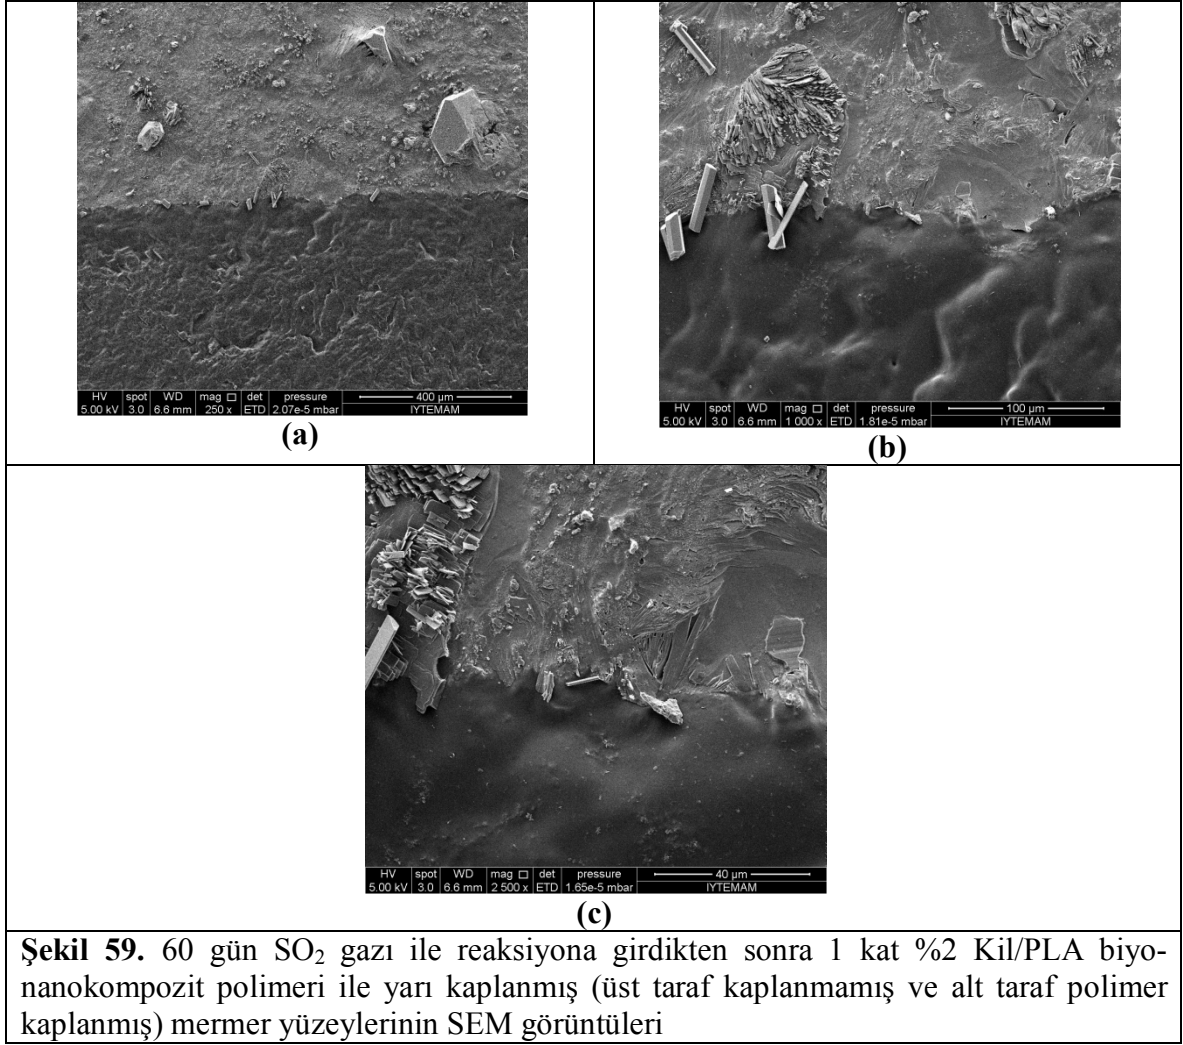 HV spot WD mag □ det pressure 400 µm
5.00 kV 3.0 6.6 mm 250 x ETD 2.07e-5 mbar IYTEMAM
(a)
HV spot WD mag □ det pressure 100 µm
5.00 kV 3.0 6.6 mm 1 000 x ETD 1.81e-5 mbar IYTEMAM
(b)
HV spot WD mag □ det pressure 40 µm
5.00 kV 3.0 6.6 mm 2 500 x ETD 1.65e-5 mbar IYTEMAM
(c)
Şekil 59. 60 gün SO₂ gazı ile reaksiyona girdikten sonra 1 kat %2 Kil/PLA biyo-
nanokompozit polimeri ile yarı kaplanmış (üst taraf kaplanmamış ve alt taraf polimer
kaplanmış) mermer yüzeylerinin SEM görüntüleri